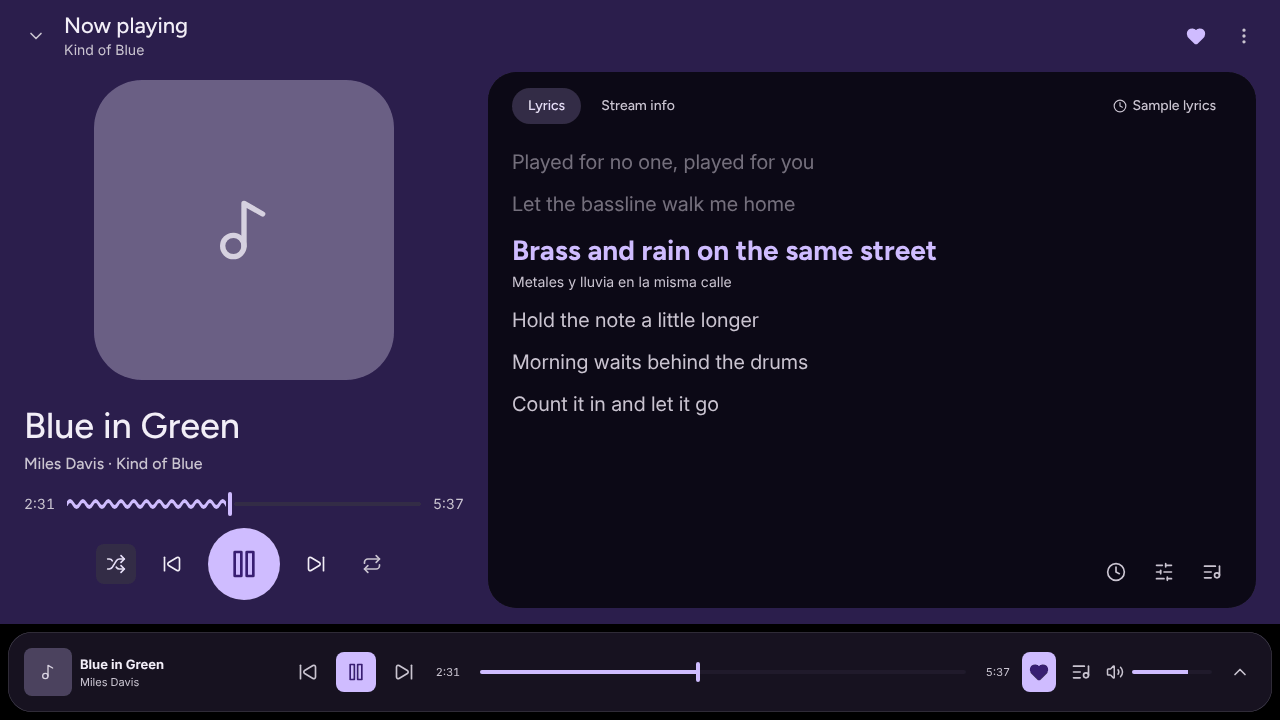 Now playing
Kind of Blue
Blue in Green
Miles Davis · Kind of Blue
2:31
5:37
Lyrics
Stream info
Sample lyrics
Played for no one, played for you
Let the bassline walk me home
Brass and rain on the same street
Metales y lluvia en la misma calle
Hold the note a little longer
Morning waits behind the drums
Count it in and let it go
Blue in Green
Miles Davis
2:31
5:37